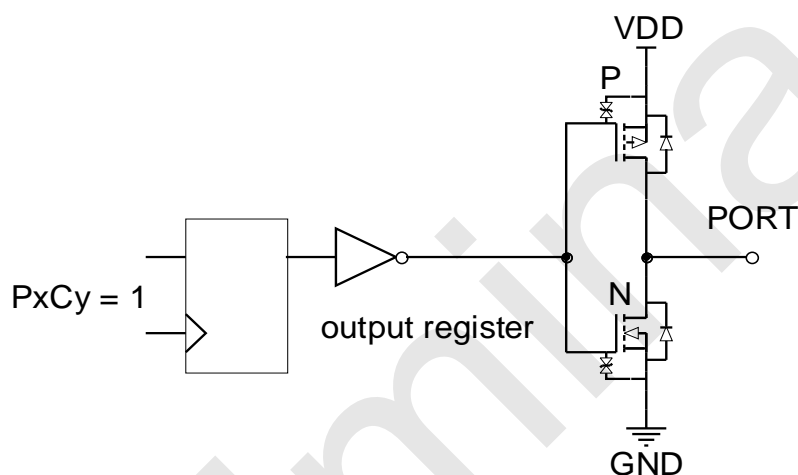 VDD
P
PORT
PxCy = 1
N
output register
GND